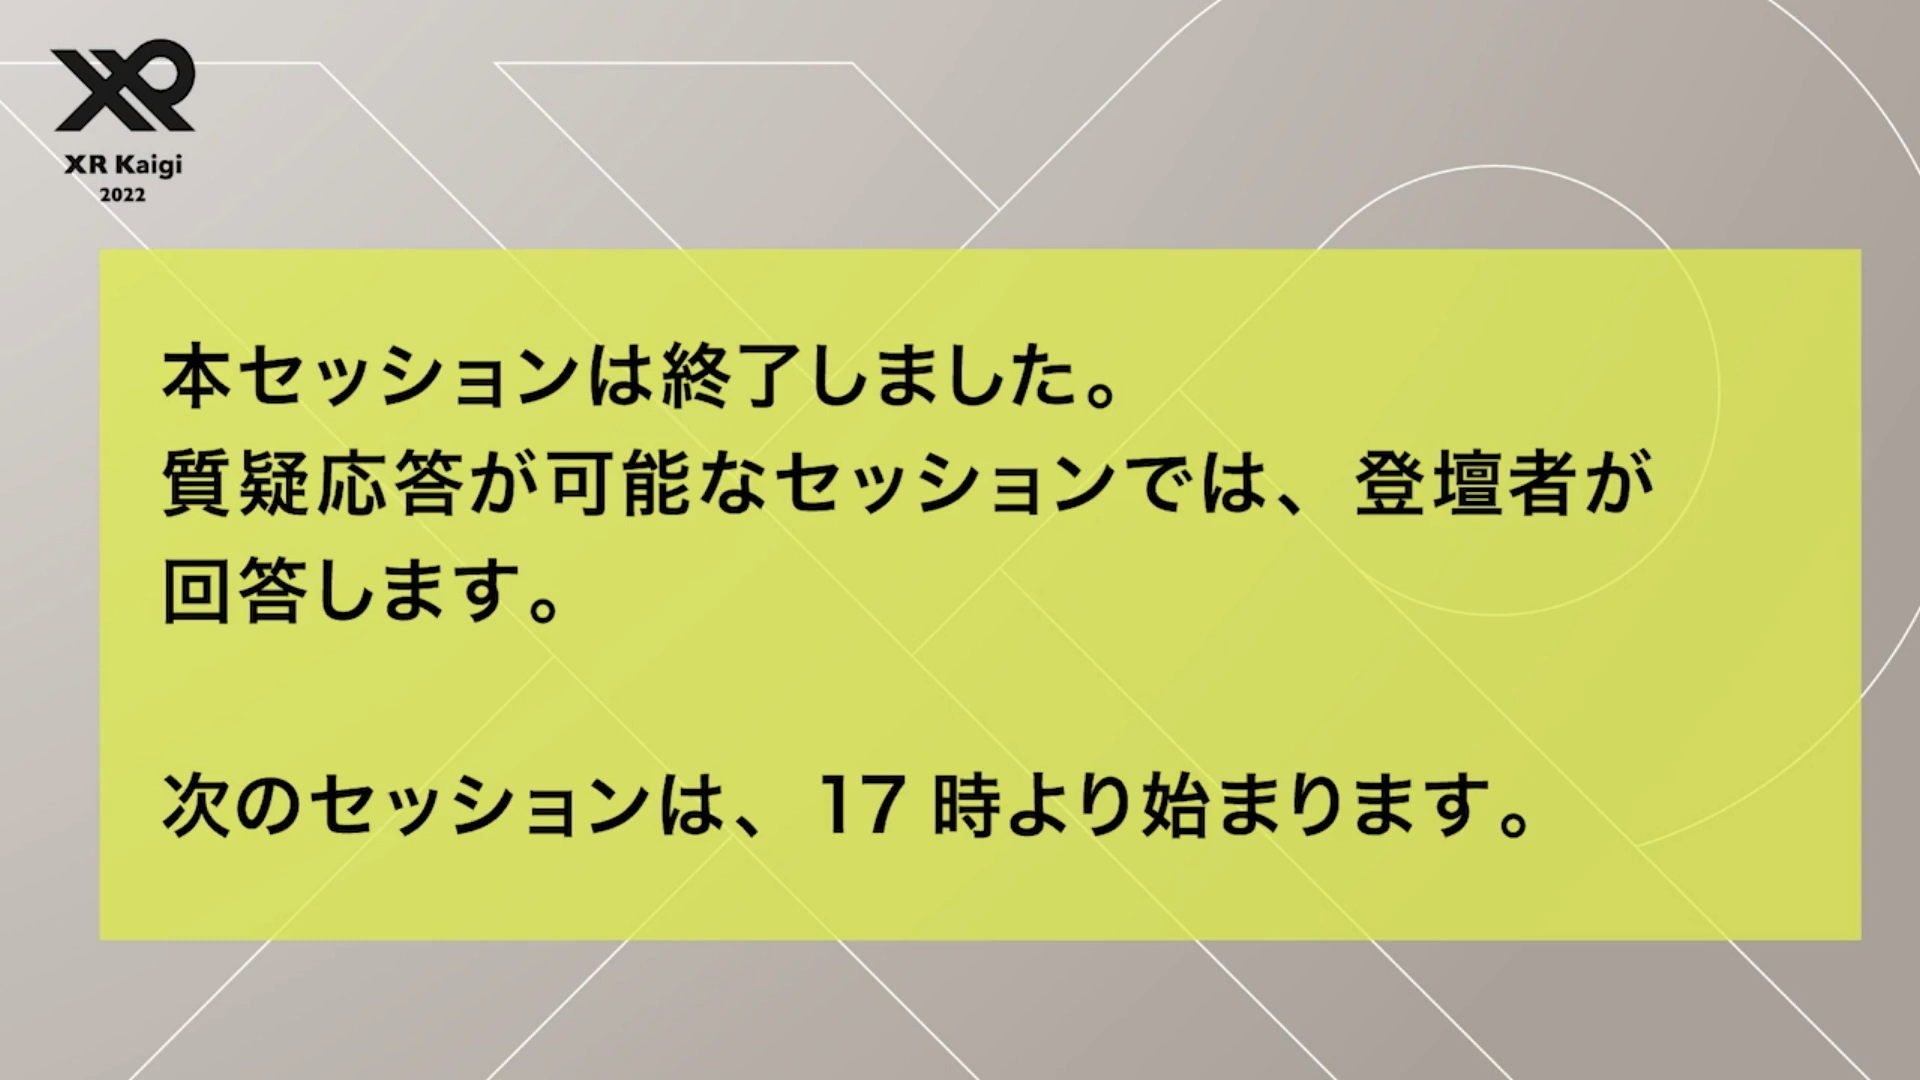 XR
XR Kaigi
2022
本セッションは終了しました。
質疑応答が可能なセッションでは、登壇者が
回答します。
次のセッションは、17 時より始まります。